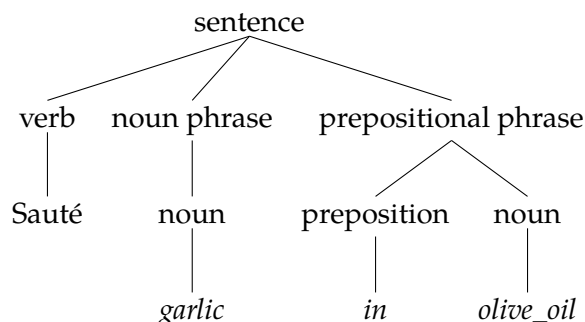 sentence
verb noun phrase prepositional phrase
Sauté noun preposition noun
garlic in olive_oil